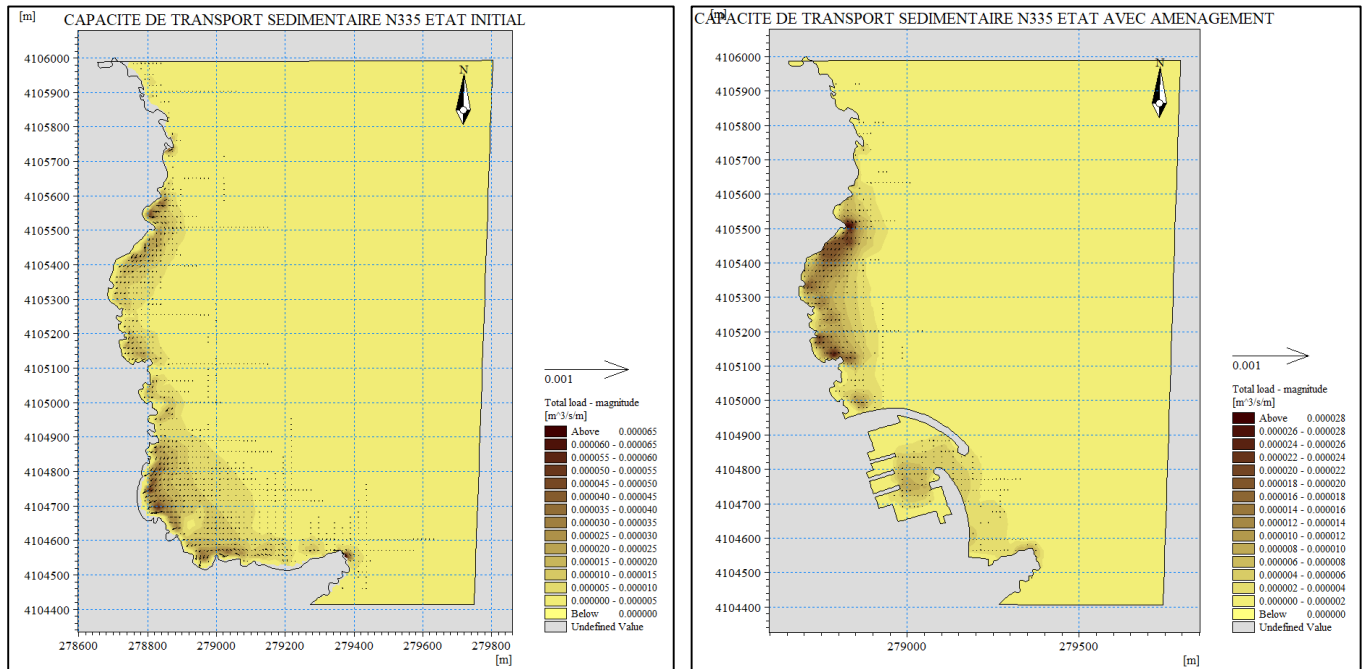 [m]
CAPACITE DE TRANSPORT SEDIMENTAIRE N335 ETAT INITIAL
4106000
4105900
4105800
4105700
4105600
4105500
4105400
4105300
4105200
4105100
4105000
4104900
4104800
4104700
4104600
4104500
4104400
278600 278800 279000 279200 279400 279600 279800
[m]
N
0.001
Total load - magnitude
[m^3/s/m]
Above 0.000065
0.000060 - 0.000065
0.000055 - 0.000060
0.000050 - 0.000055
0.000045 - 0.000050
0.000040 - 0.000045
0.000035 - 0.000040
0.000030 - 0.000035
0.000025 - 0.000030
0.000020 - 0.000025
0.000015 - 0.000020
0.000010 - 0.000015
0.000005 - 0.000010
0.000000 - 0.000005
Below 0.000000
Undefined Value
[m]
CAPACITE DE TRANSPORT SEDIMENTAIRE N335 ETAT AVEC AMENAGEMENT
4106000
4105900
4105800
4105700
4105600
4105500
4105400
4105300
4105200
4105100
4105000
4104900
4104800
4104700
4104600
4104500
4104400
279000 279500
[m]
N
0.001
Total load - magnitude
[m^3/s/m]
Above 0.000028
0.000026 - 0.000028
0.000024 - 0.000026
0.000022 - 0.000024
0.000020 - 0.000022
0.000018 - 0.000020
0.000016 - 0.000018
0.000014 - 0.000016
0.000012 - 0.000014
0.000010 - 0.000012
0.000008 - 0.000010
0.000006 - 0.000008
0.000004 - 0.000006
0.000002 - 0.000004
0.000000 - 0.000002
Below 0.000000
Undefined Value